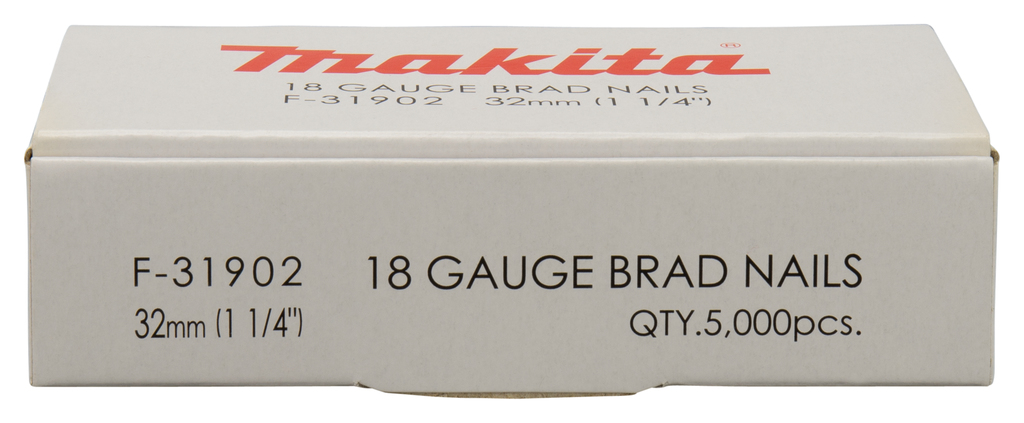 makita®
18 GAUGE BRAD NAILS
F-31902 32mm (1 1/4")
F-31902 18 GAUGE BRAD NAILS
32mm (1 1/4") QTY.5,000pcs.